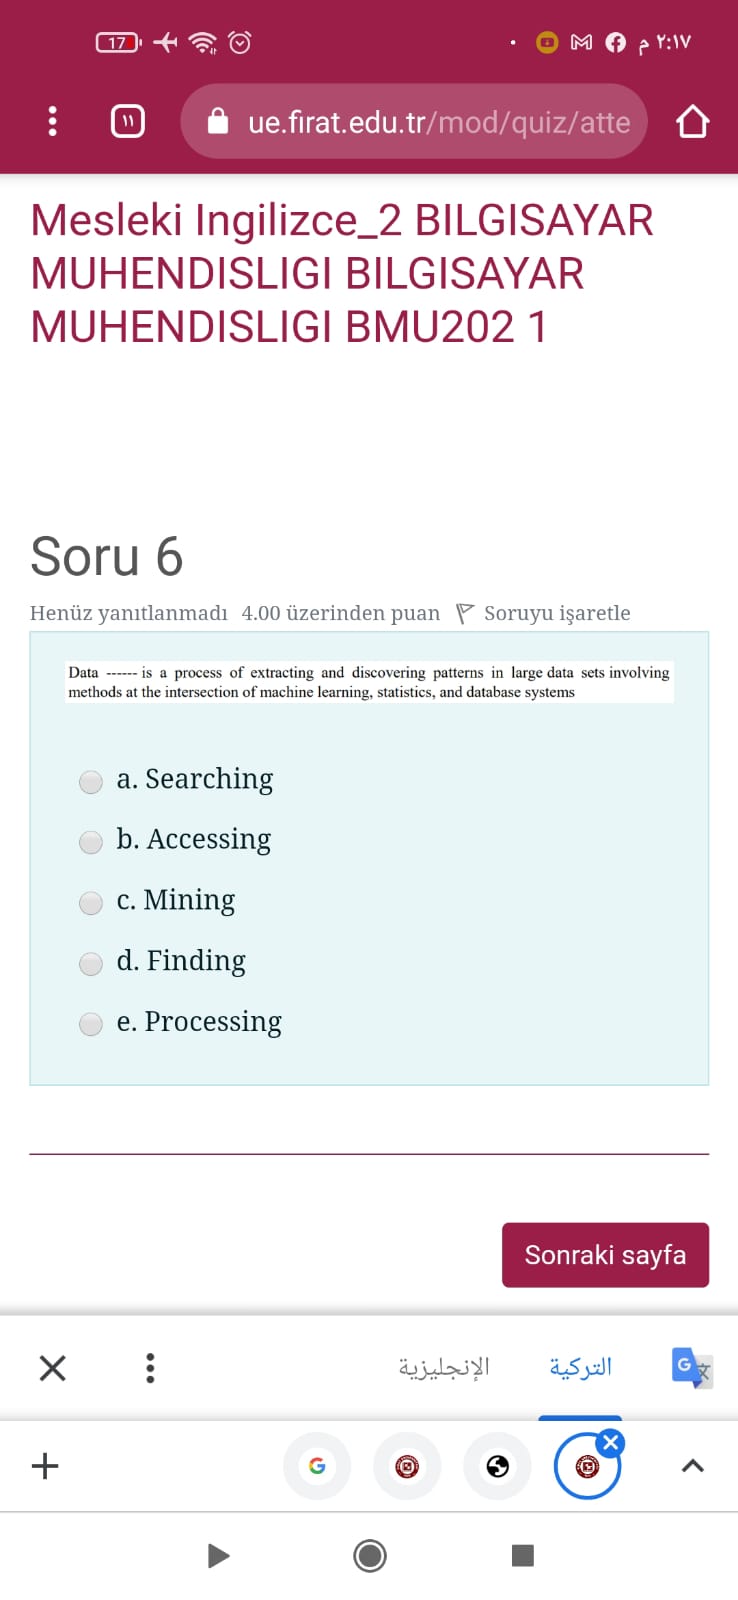 17 م ٢:١٧
١١ ue.firat.edu.tr/mod/quiz/atte
Mesleki Ingilizce_2 BILGISAYAR
MUHENDISLIGI BILGISAYAR
MUHENDISLIGI BMU202 1
Soru 6
Henüz yanıtlanmadı 4.00 üzerinden puan Soruyu işaretle
Data ------ is a process of extracting and discovering patterns in large data sets involving
methods at the intersection of machine learning, statistics, and database systems
a. Searching
b. Accessing
c. Mining
d. Finding
e. Processing
Sonraki sayfa
التركية الإنجليزية